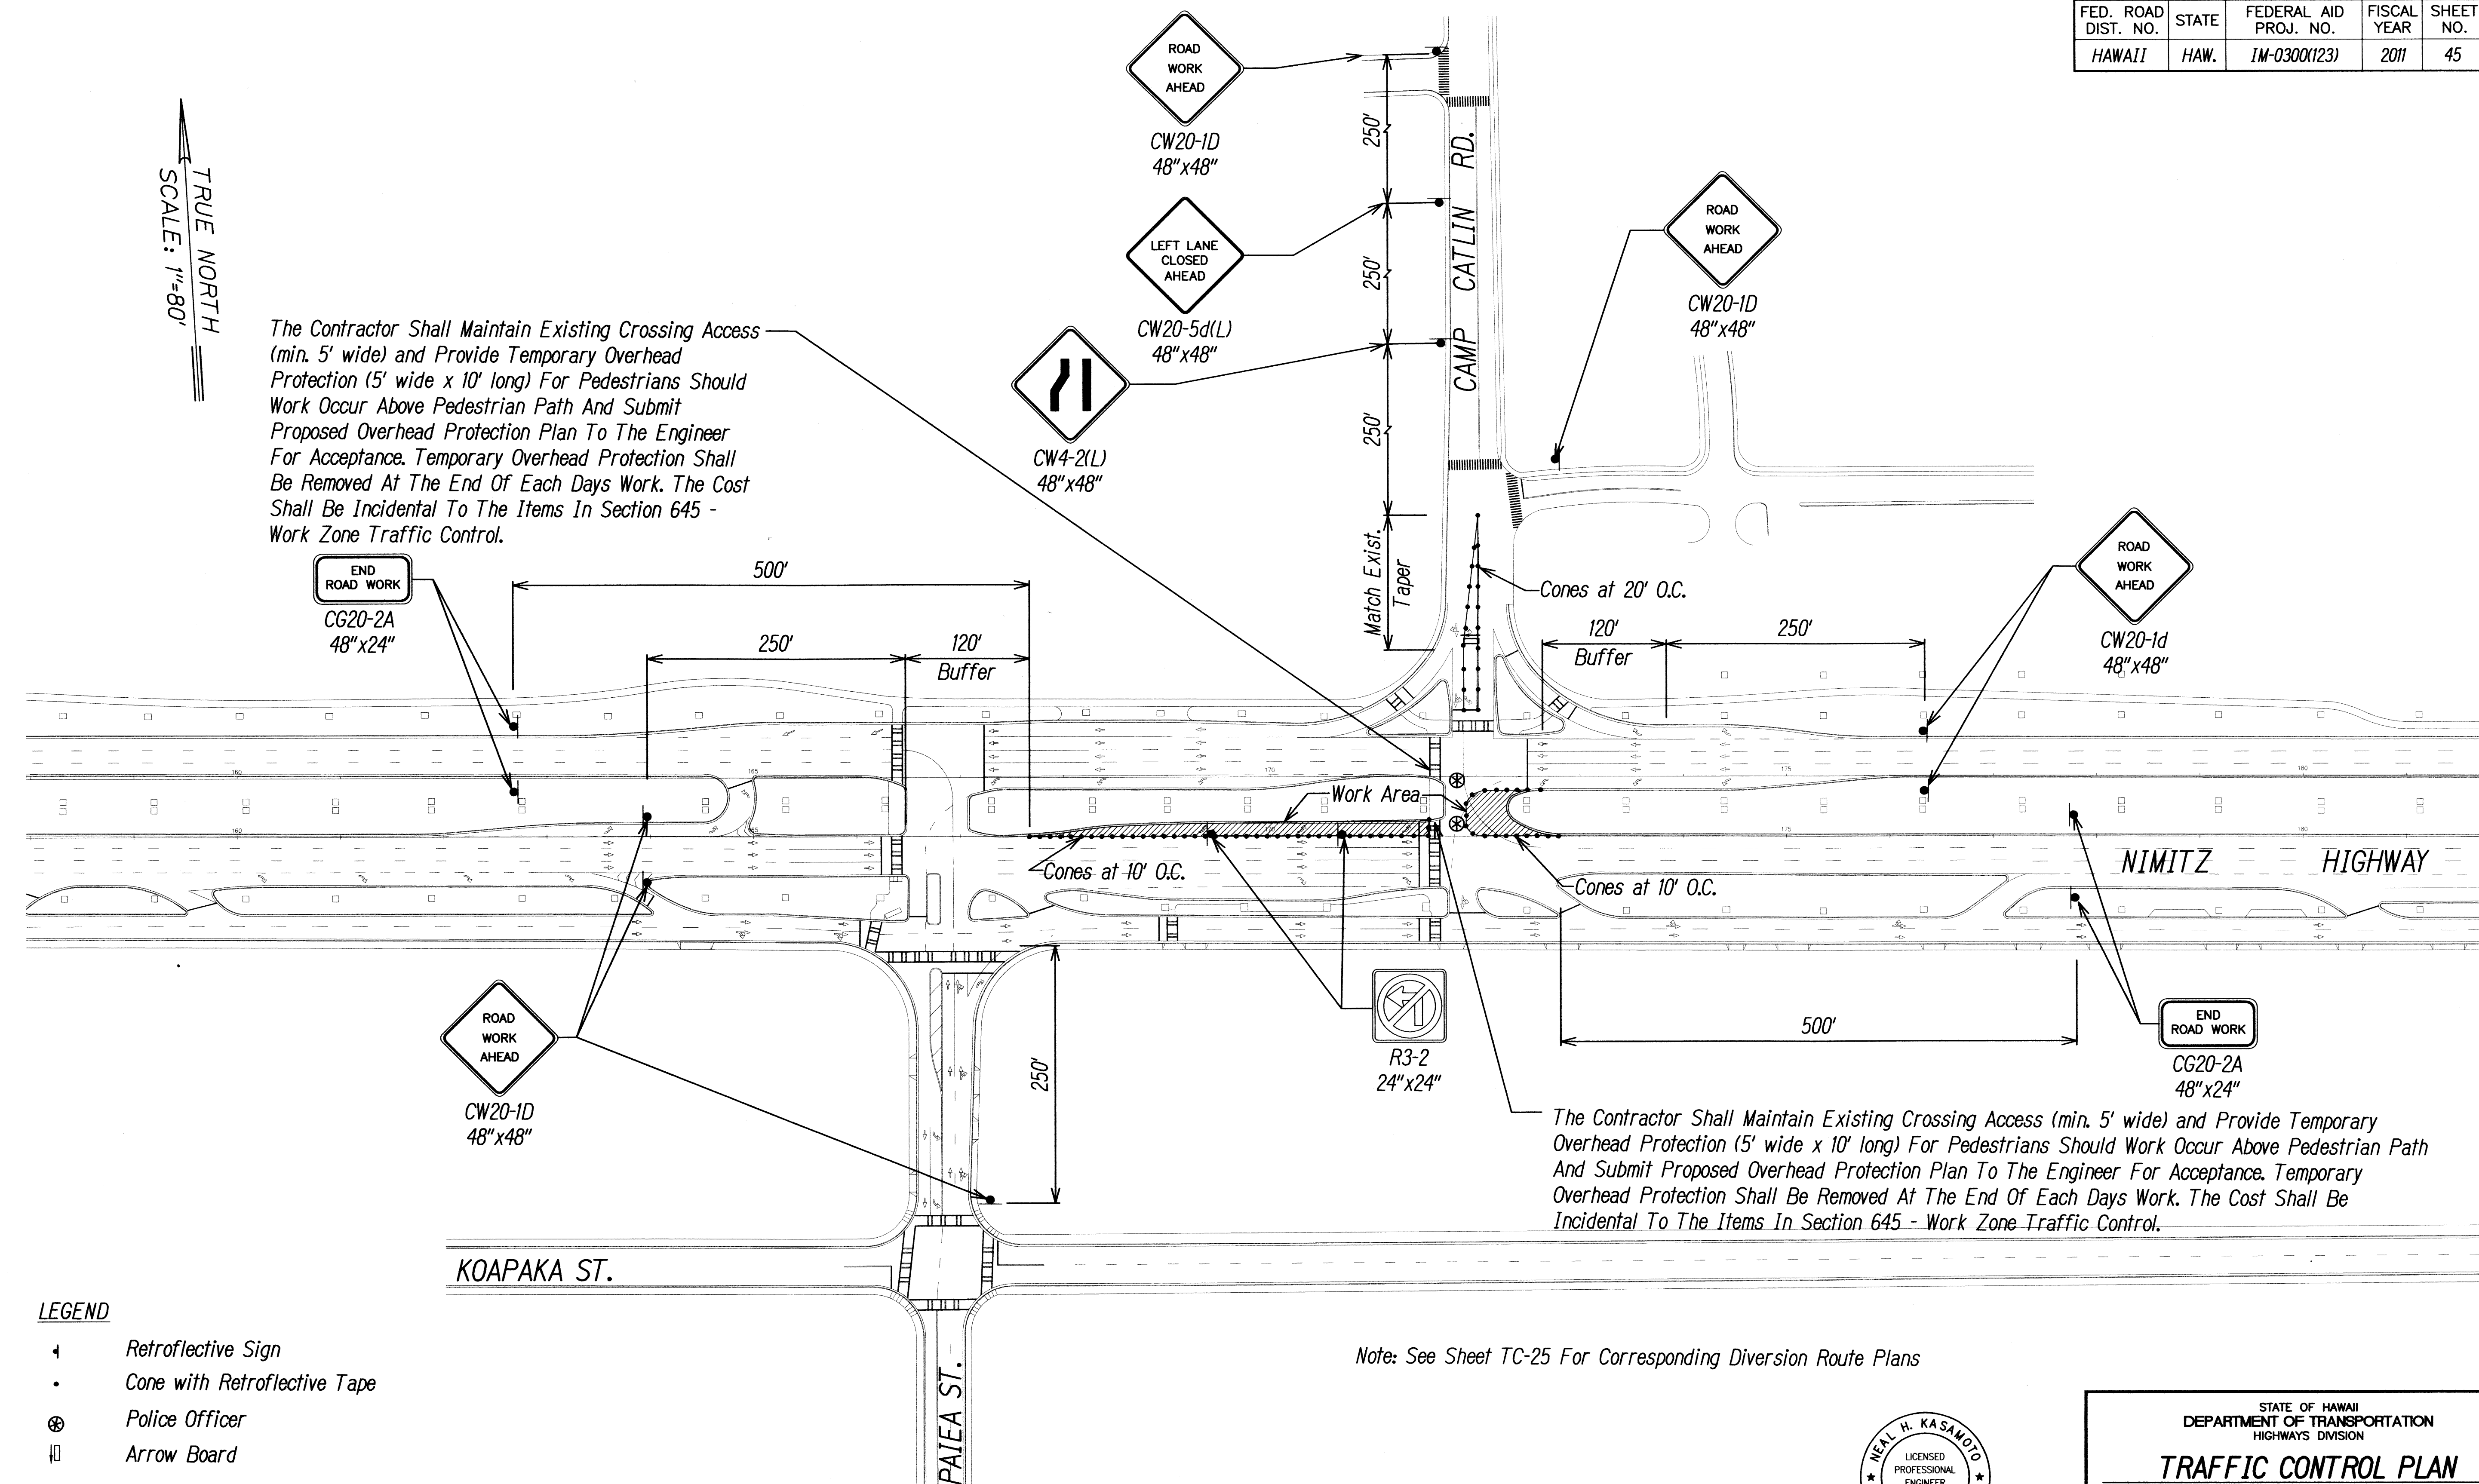 FED. ROAD DIST. NO.
STATE
FEDERAL AID PROJ. NO.
FISCAL YEAR
SHEET NO.
HAWAII
HAW.
IM-0300(123)
2011
45
TRUE NORTH
SCALE: 1"=80'
ROAD
WORK
AHEAD
CW20-1D
48"x48"
LEFT LANE
CLOSED
AHEAD
CW20-5d(L)
48"x48"
CW4-2(L)
48"x48"
250'
250'
250'
Match Exist.
Taper
CAMP CATLIN RD.
ROAD
WORK
AHEAD
CW20-1D
48"x48"
The Contractor Shall Maintain Existing Crossing Access
(min. 5' wide) and Provide Temporary Overhead
Protection (5' wide x 10' long) For Pedestrians Should
Work Occur Above Pedestrian Path And Submit
Proposed Overhead Protection Plan To The Engineer
For Acceptance. Temporary Overhead Protection Shall
Be Removed At The End Of Each Days Work. The Cost
Shall Be Incidental To The Items In Section 645 -
Work Zone Traffic Control.
END
ROAD WORK
CG20-2A
48"x24"
500'
250'
120'
Buffer
Cones at 20' O.C.
120'
Buffer
250'
ROAD
WORK
AHEAD
CW20-1d
48"x48"
160
165
170
175
180
Work Area
160
165
170
175
180
Cones at 10' O.C.
Cones at 10' O.C.
NIMITZ HIGHWAY
ROAD
WORK
AHEAD
CW20-1D
48"x48"
250'
R3-2
24"x24"
500'
END
ROAD WORK
CG20-2A
48"x24"
The Contractor Shall Maintain Existing Crossing Access (min. 5' wide) and Provide Temporary
Overhead Protection (5' wide x 10' long) For Pedestrians Should Work Occur Above Pedestrian Path
And Submit Proposed Overhead Protection Plan To The Engineer For Acceptance. Temporary
Overhead Protection Shall Be Removed At The End Of Each Days Work. The Cost Shall Be
Incidental To The Items In Section 645 - Work Zone Traffic Control.
KOAPAKA ST.
PAIEA ST.
LEGEND
Retroflective Sign
Cone with Retroflective Tape
Police Officer
Arrow Board
Note: See Sheet TC-25 For Corresponding Diversion Route Plans
NEAL H. KASAMOTO
LICENSED
PROFESSIONAL
ENGINEER
STATE OF HAWAII
DEPARTMENT OF TRANSPORTATION
HIGHWAYS DIVISION
TRAFFIC CONTROL PLAN